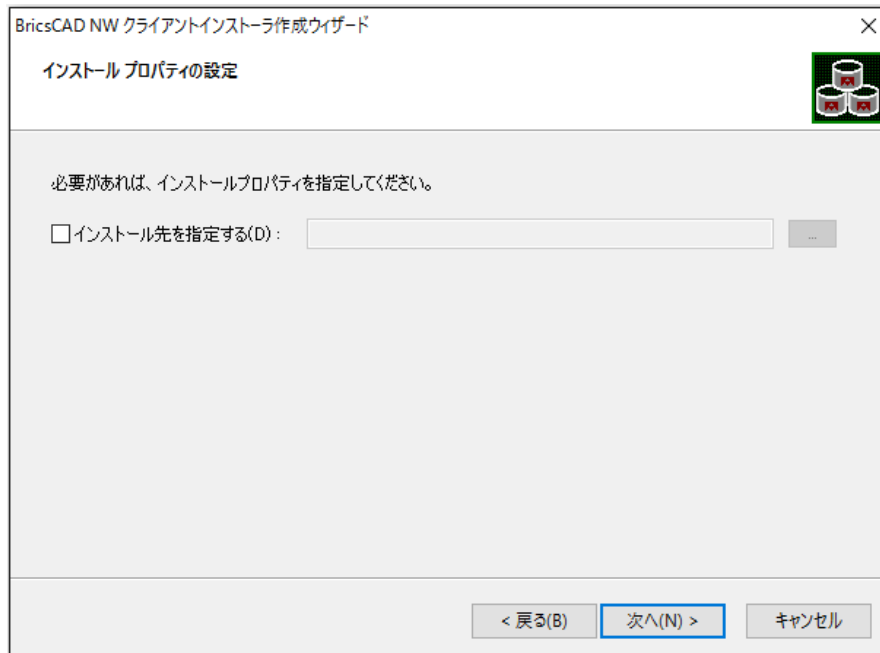 BricsCAD NW クライアントインストーラ作成ウィザード
インストール プロパティの設定
必要があれば、インストールプロパティを指定してください。
インストール先を指定する(D) :
...
< 戻る(B)
次へ(N) >
キャンセル